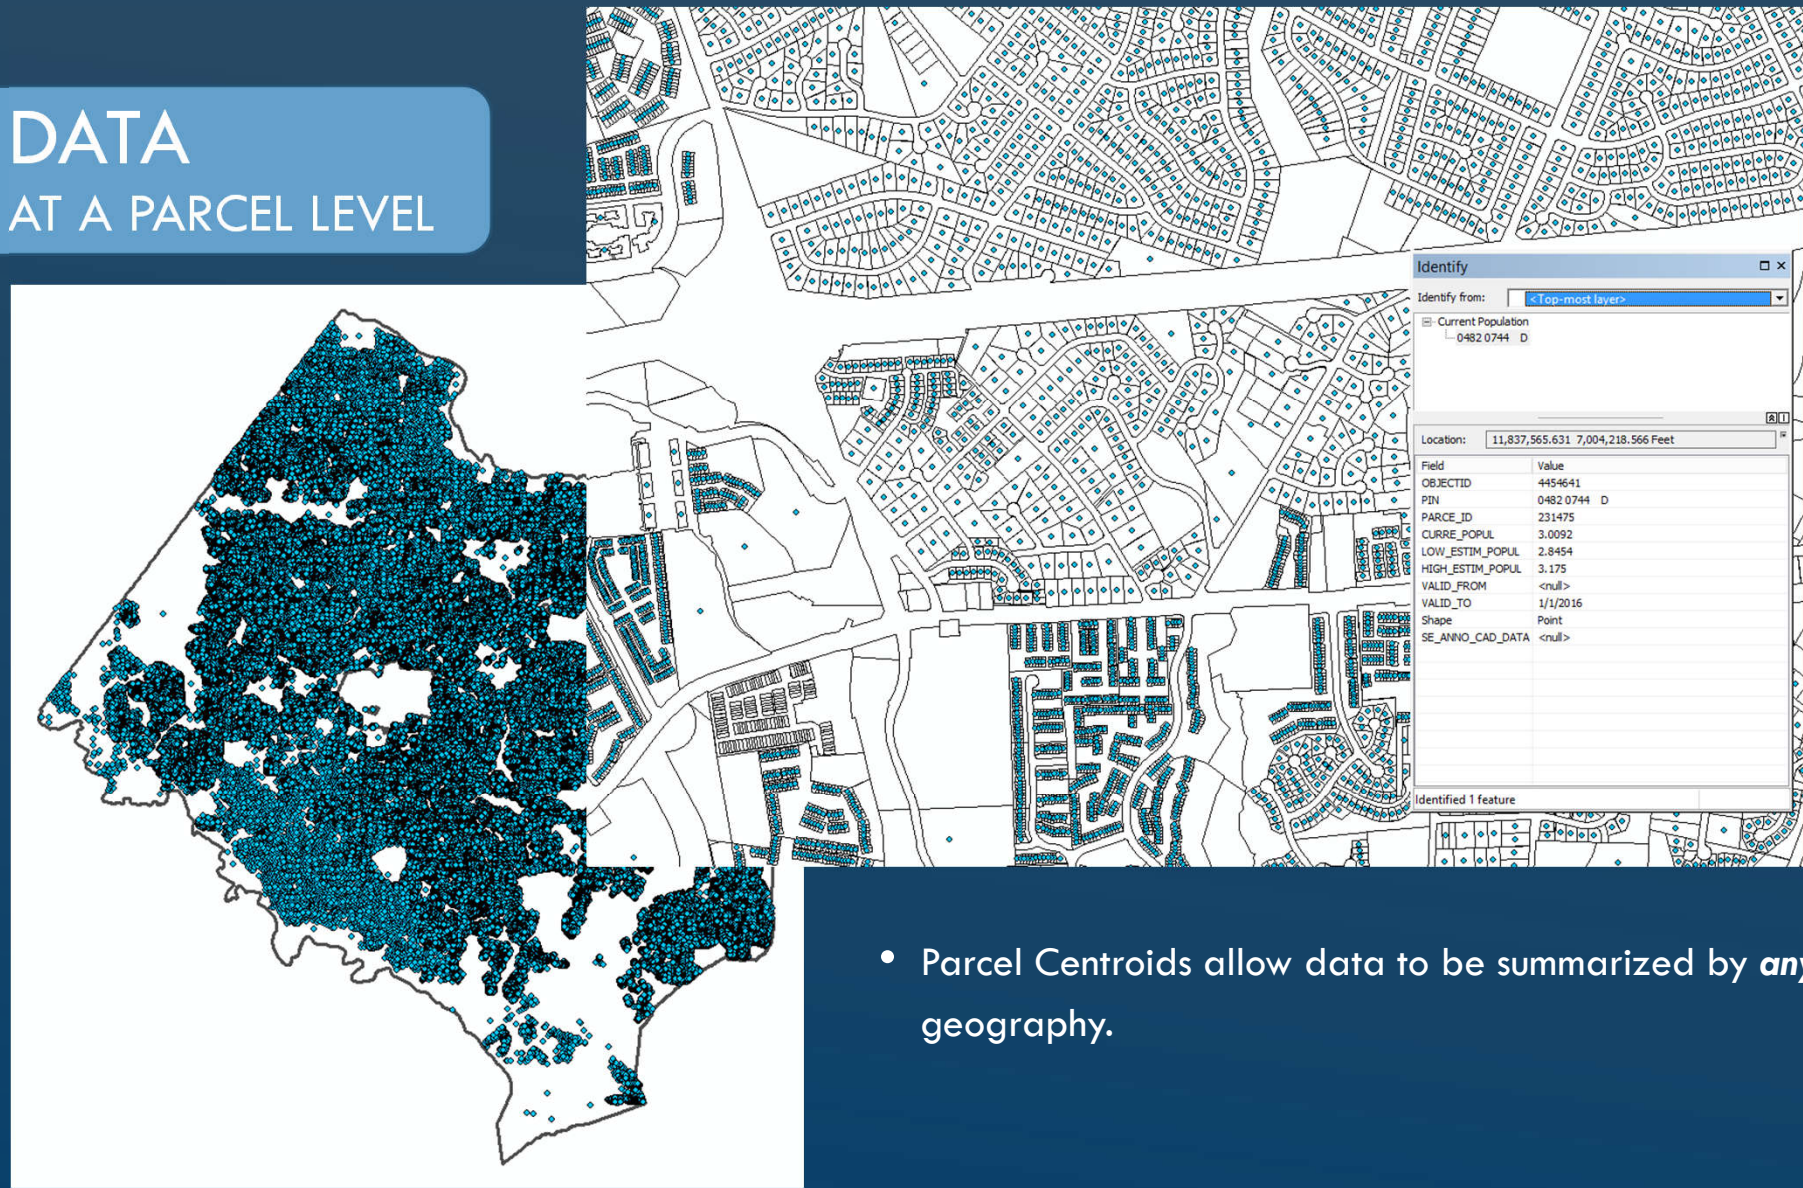 DATA
AT A PARCEL LEVEL
Identify
Identify from: <Top-most layer>
Current Population
0482 0744 D
Location: 11,837,565.631 7,004,218.566 Feet
Field Value
OBJECTID 4454641
PIN 0482 0744 D
PARCE_ID 231475
CURRE_POPUL 3.0092
LOW_ESTIM_POPUL 2.8454
HIGH_ESTIM_POPUL 3.175
VALID_FROM <null>
VALID_TO 1/1/2016
Shape Point
SE_ANNO_CAD_DATA <null>
Identified 1 feature
• Parcel Centroids allow data to be summarized by any
geography.